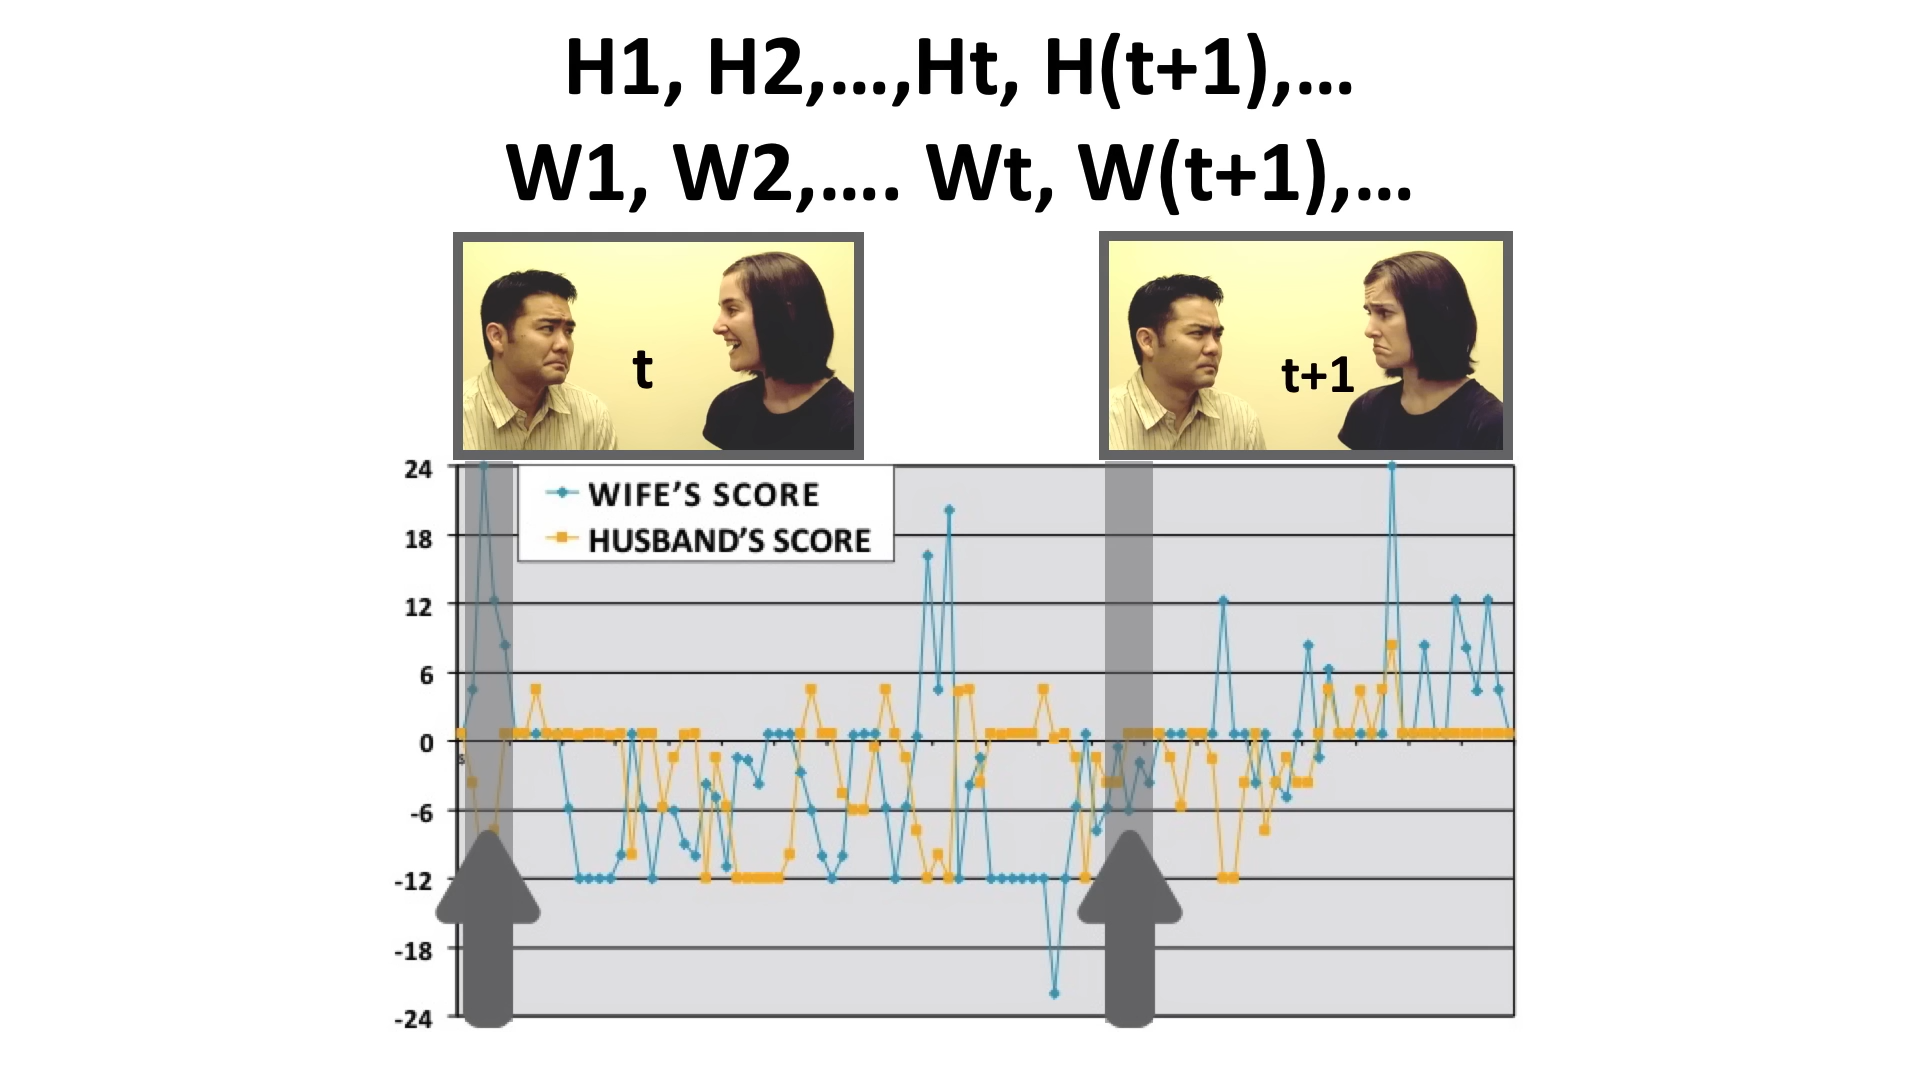 H1, H2,...,Ht, H(t+1),...
W1, W2,.... Wt, W(t+1),...
t
t+1
WIFE'S SCORE
HUSBAND'S SCORE
24
18
12
6
0
-6
-12
-18
-24